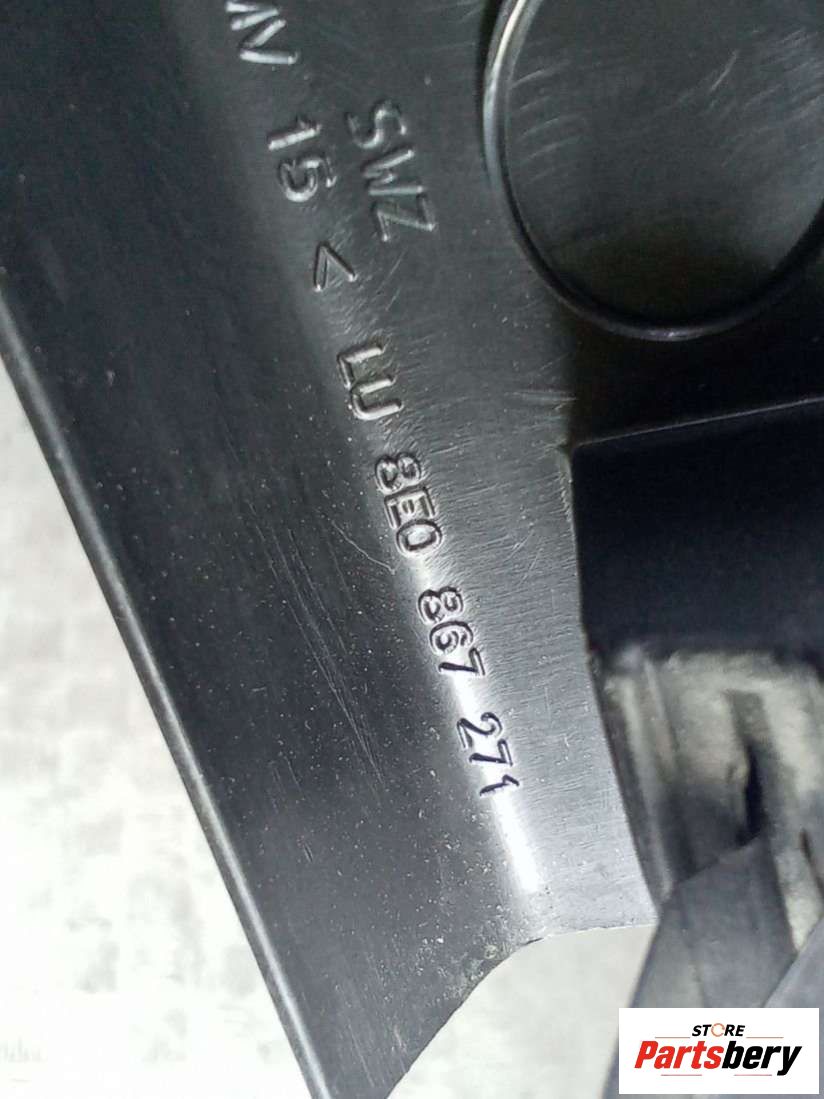 SWZ
15 < LU 8E0 867 271
STORE
Partsbery